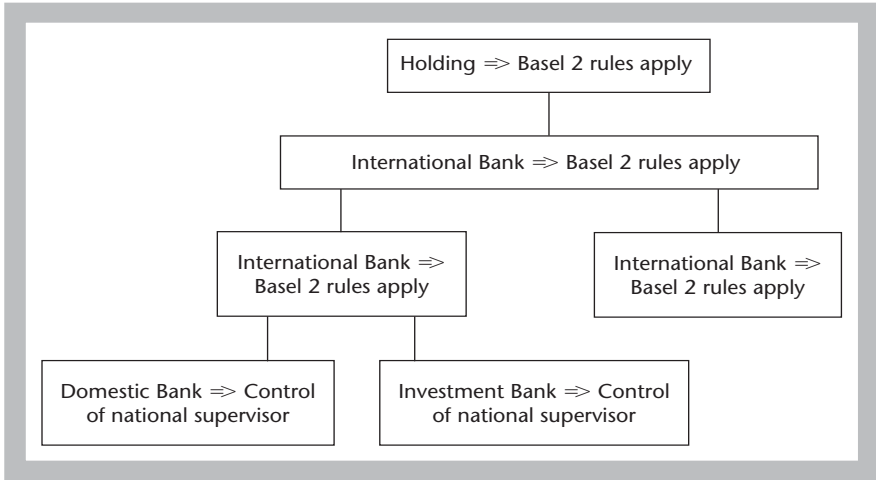 Holding ⇒ Basel 2 rules apply
International Bank ⇒ Basel 2 rules apply
International Bank ⇒
Basel 2 rules apply
International Bank ⇒
Basel 2 rules apply
Domestic Bank ⇒ Control
of national supervisor
Investment Bank ⇒ Control
of national supervisor